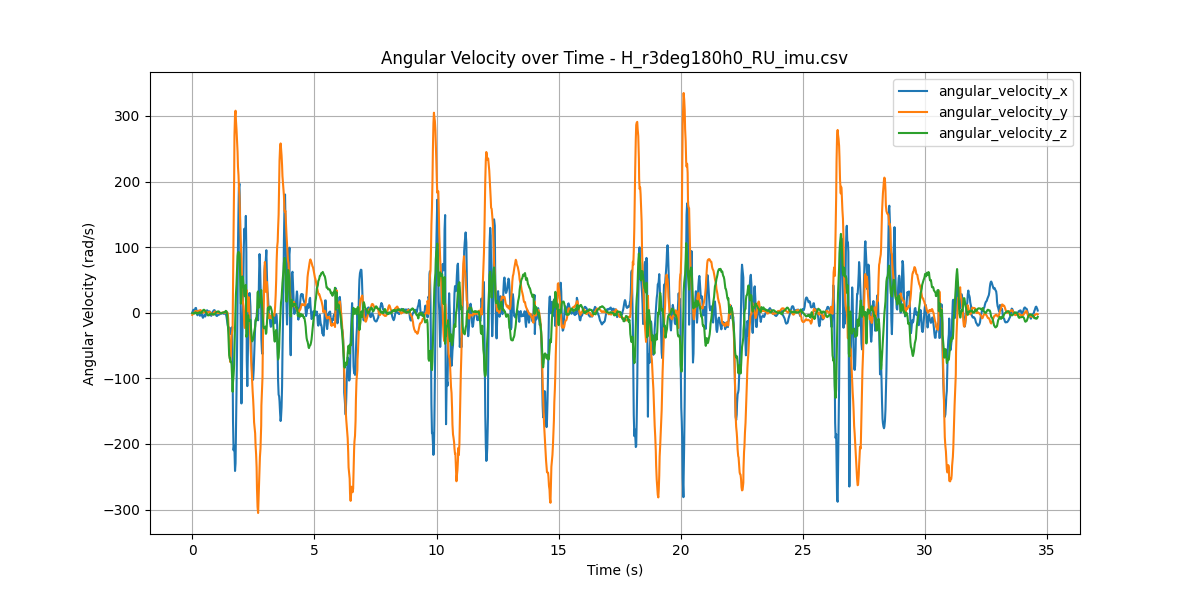 Angular Velocity over Time - H_r3deg180h0_RU_imu.csv
angular_velocity_x
angular_velocity_y
angular_velocity_z
Angular Velocity (rad/s)
300
200
100
0
−100
−200
−300
0 5 10 15 20 25 30 35
Time (s)